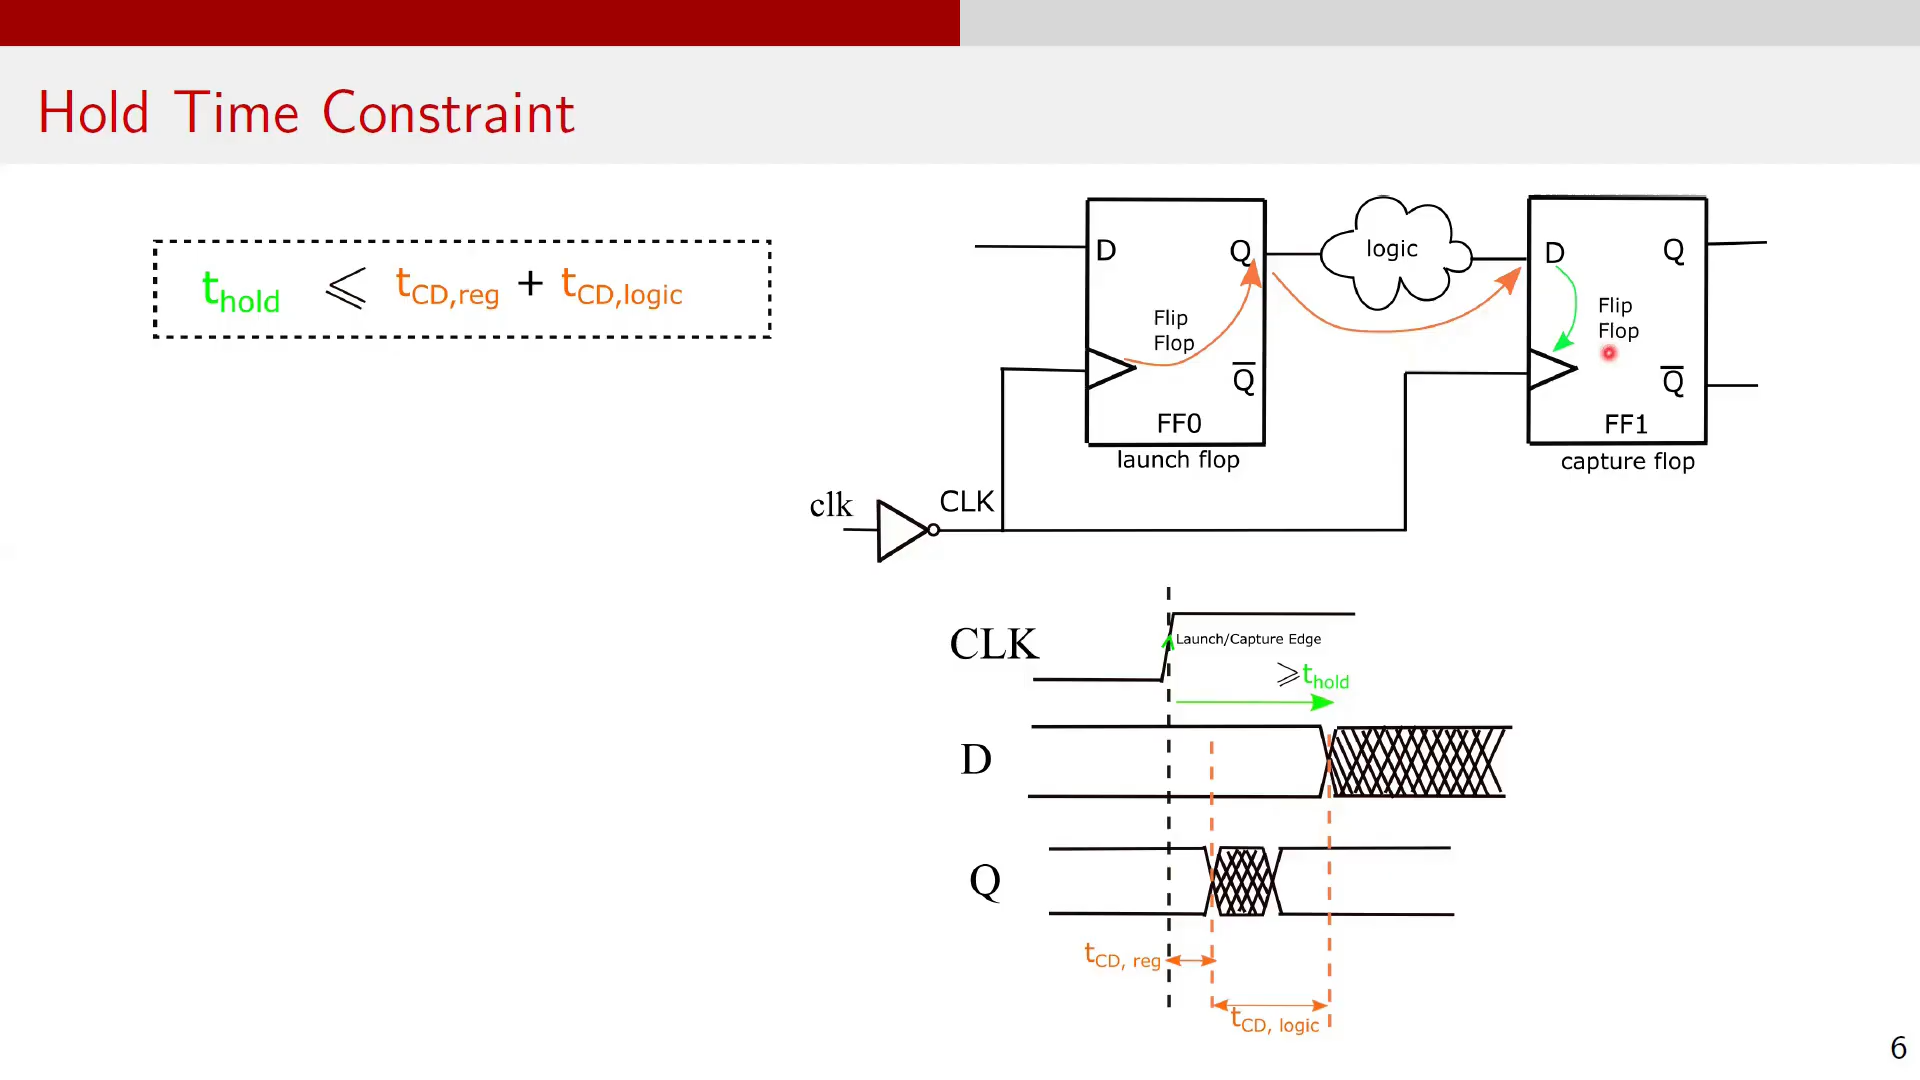 Hold Time Constraint
t_hold ⩽ t_CD,reg + t_CD,logic
D Q
logic
D Q
Flip
Flop
Flip
Flop
Q̅
Q̅
FF0
FF1
launch flop
capture flop
clk
CLK
CLK
Launch/Capture Edge
⩾t_hold
D
Q
t_CD, reg
t_CD, logic
6